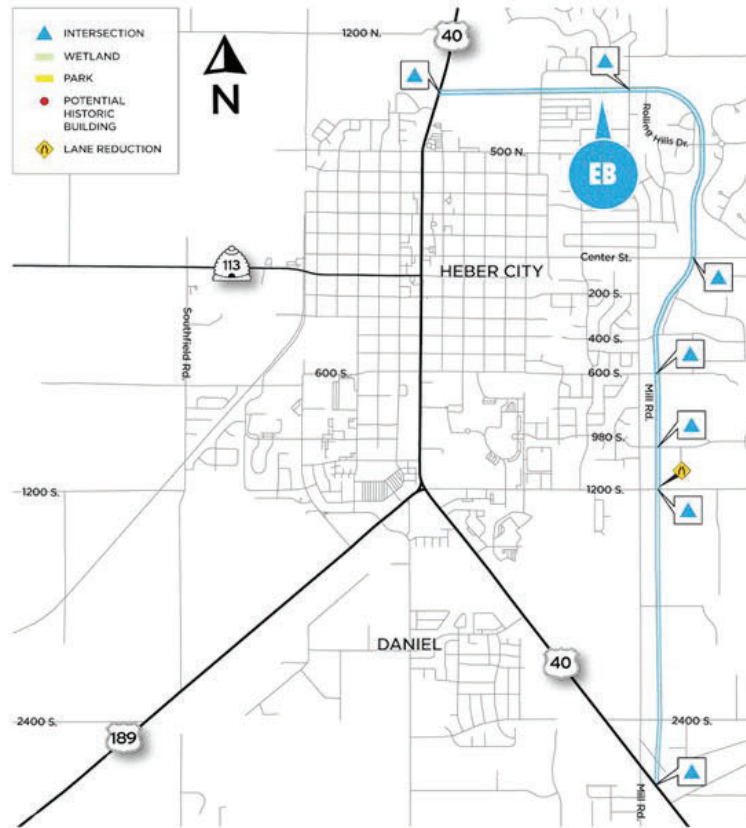 INTERSECTION
WETLAND
PARK
POTENTIAL
HISTORIC
BUILDING
LANE REDUCTION
N
1200 N.
40
Rolling Hills Dr.
500 N.
EB
113
HEBER CITY
Center St.
200 S.
Southfield Rd.
400 S.
600 S.
600 S.
Mill Rd.
980 S.
1200 S.
1200 S.
DANIEL
40
2400 S.
2400 S.
189
Mill Rd.